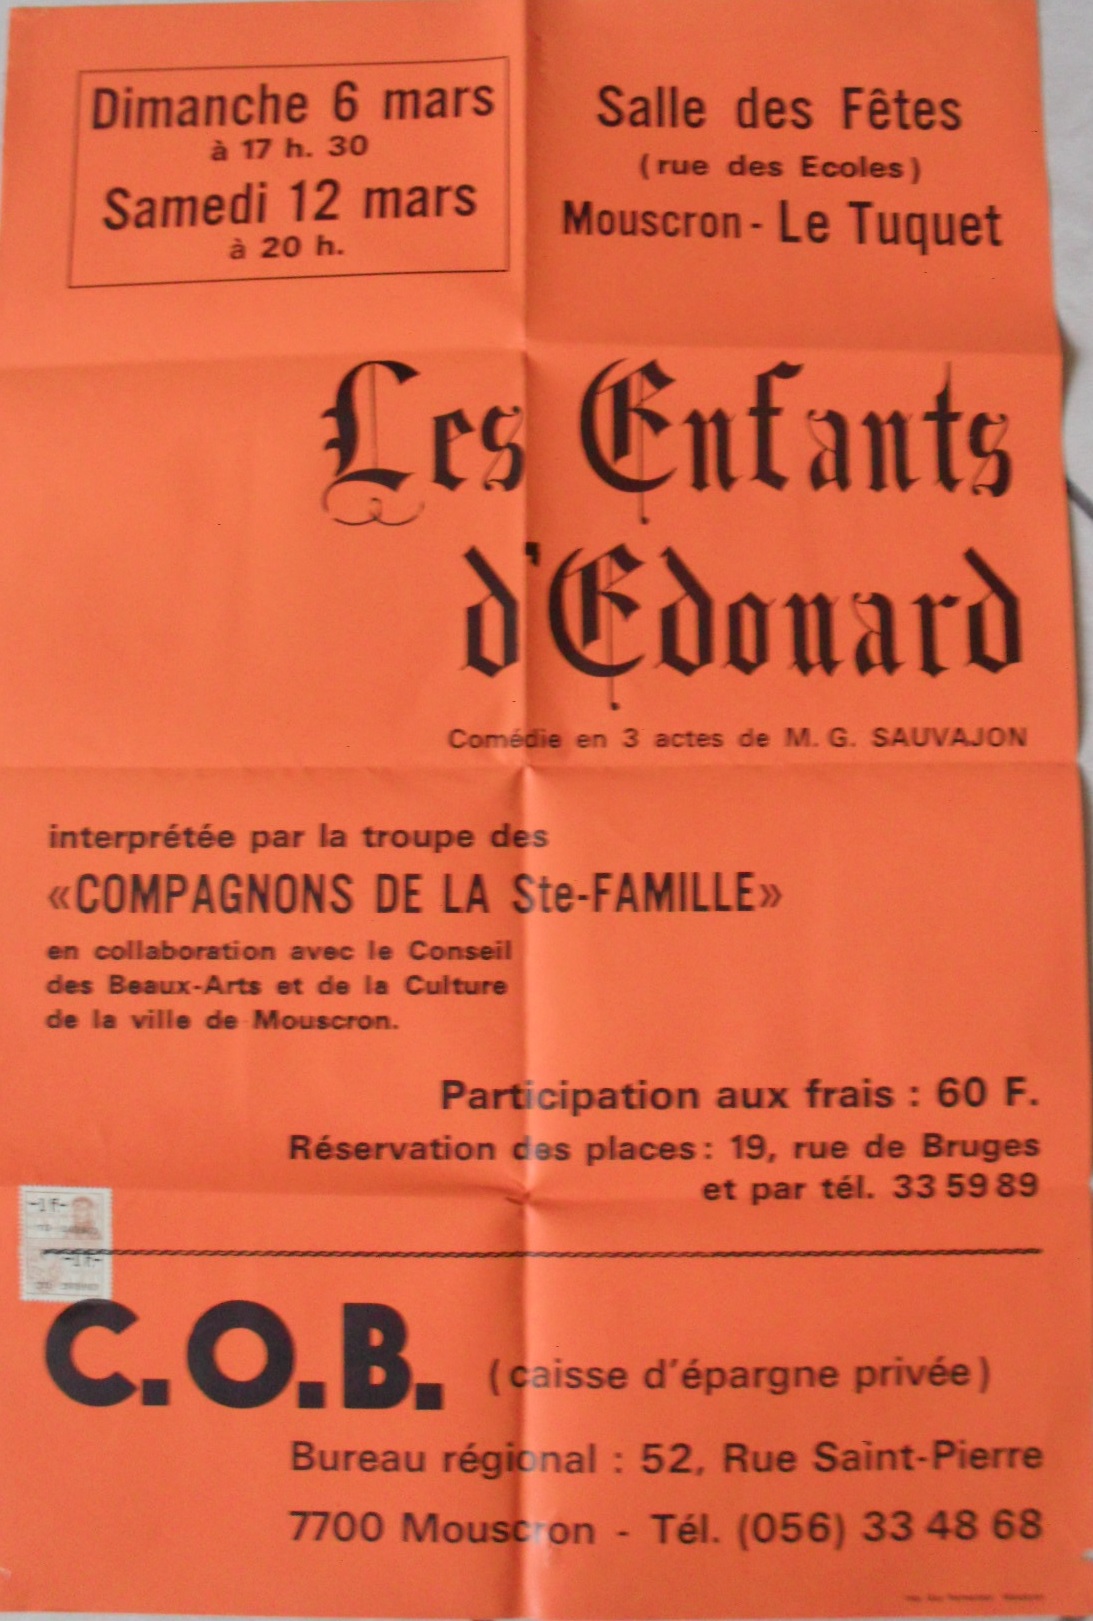 Dimanche 6 mars
à 17 h. 30
Samedi 12 mars
à 20 h.
Salle des Fêtes
(rue des Ecoles)
Mouscron - Le Tuquet
Les Enfants
d'Edouard
Comédie en 3 actes de M. G. SAUVAJON
interprétée par la troupe des
«COMPAGNONS DE LA Ste-FAMILLE»
en collaboration avec le Conseil
des Beaux-Arts et de la Culture
de la ville de Mouscron.
Participation aux frais : 60 F.
Réservation des places : 19, rue de Bruges
et par tél. 33 59 89
-1F-
-1F-
C.O.B. (caisse d'épargne privée)
Bureau régional : 52, Rue Saint-Pierre
7700 Mouscron - Tél. (056) 33 48 68